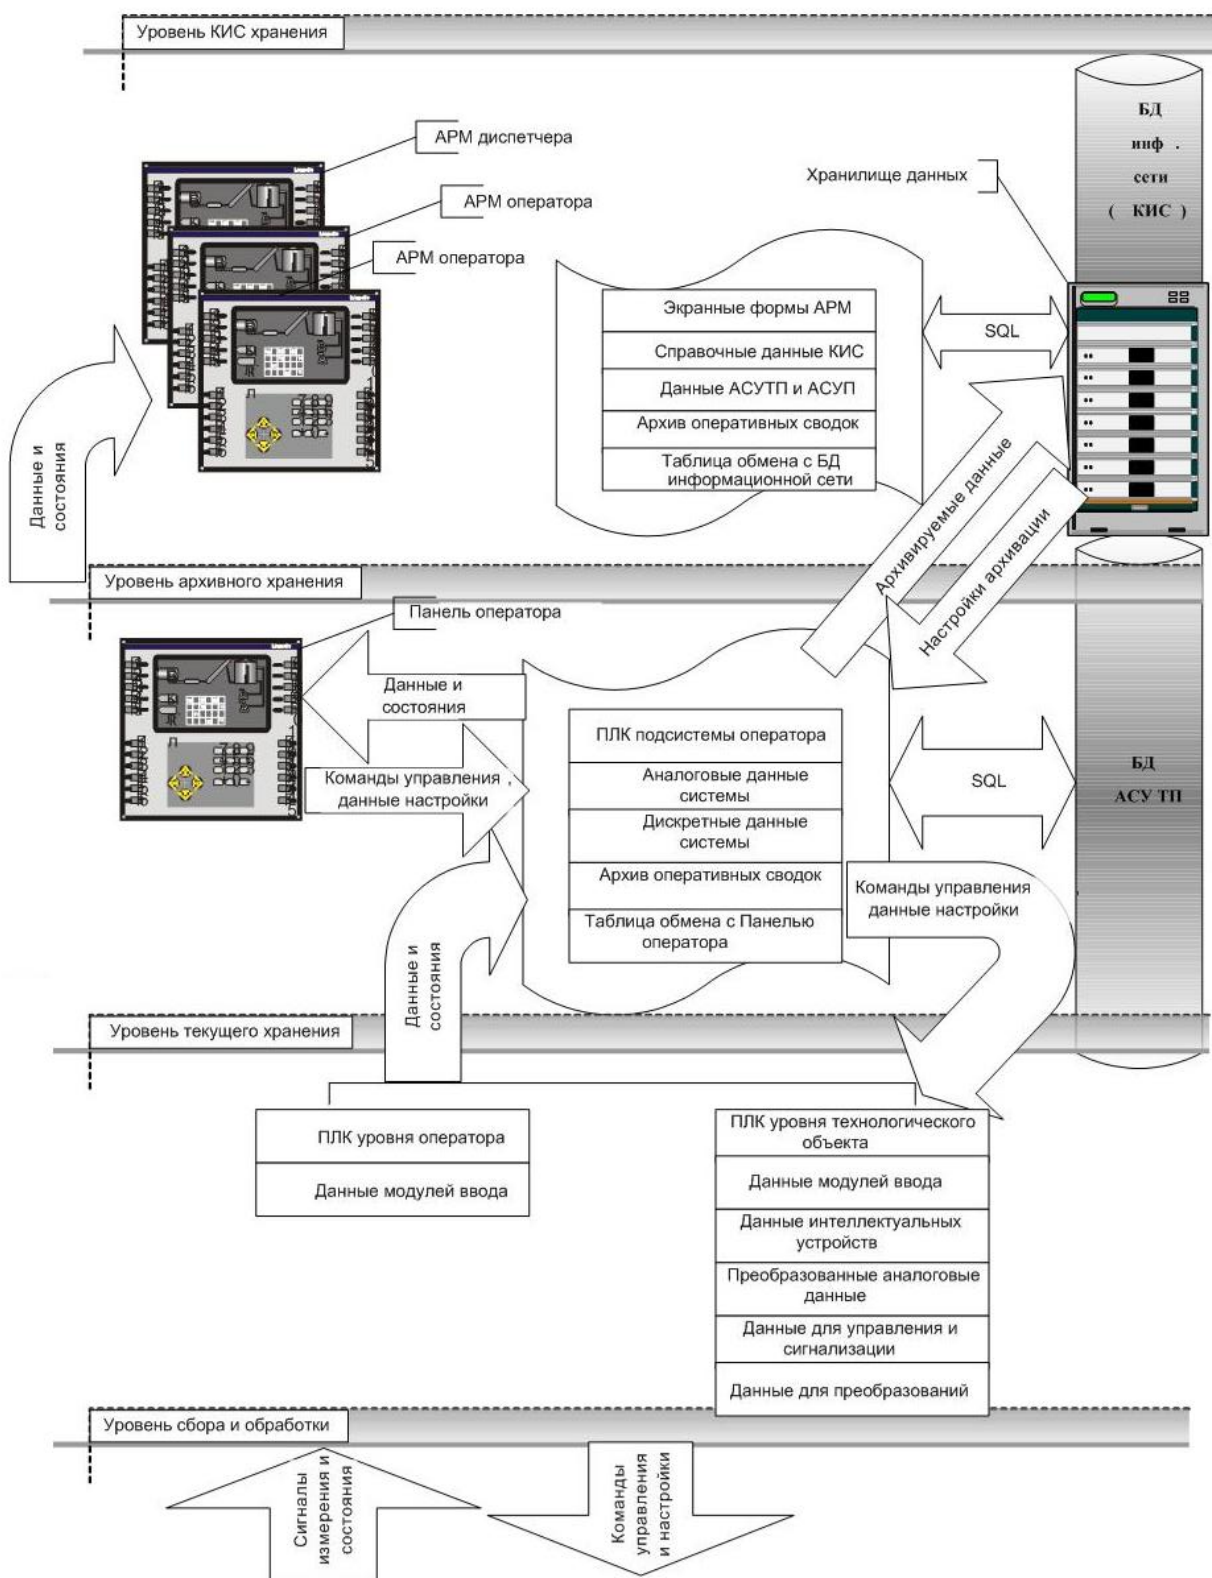 Уровень КИС хранения
БД
инф .
сети
( КИС )
АРМ диспетчера
Хранилище данных
АРМ оператора
АРМ оператора
Экранные формы АРМ
SQL
Справочные данные КИС
Данные АСУТП и АСУП
Архив оперативных сводок
Таблица обмена с БД
информационной сети
Данные и
состояния
Архивируемые данные
Настройки архивации
Уровень архивного хранения
Панель оператора
Данные и
состояния
ПЛК подсистемы оператора
Команды управления ,
данные настройки
Аналоговые данные
системы
SQL
БД
АСУ ТП
Дискретные данные
системы
Архив оперативных сводок
Команды управления
данные настройки
Таблица обмена с Панелью
оператора
Данные и
состояния
Уровень текущего хранения
ПЛК уровня оператора
Данные модулей ввода
ПЛК уровня технологического
объекта
Данные модулей ввода
Данные интеллектуальных
устройств
Преобразованные аналоговые
данные
Данные для управления и
сигнализации
Данные для преобразований
Уровень сбора и обработки
Сигналы
измерения и
состояния
Команды
управления
и настройки